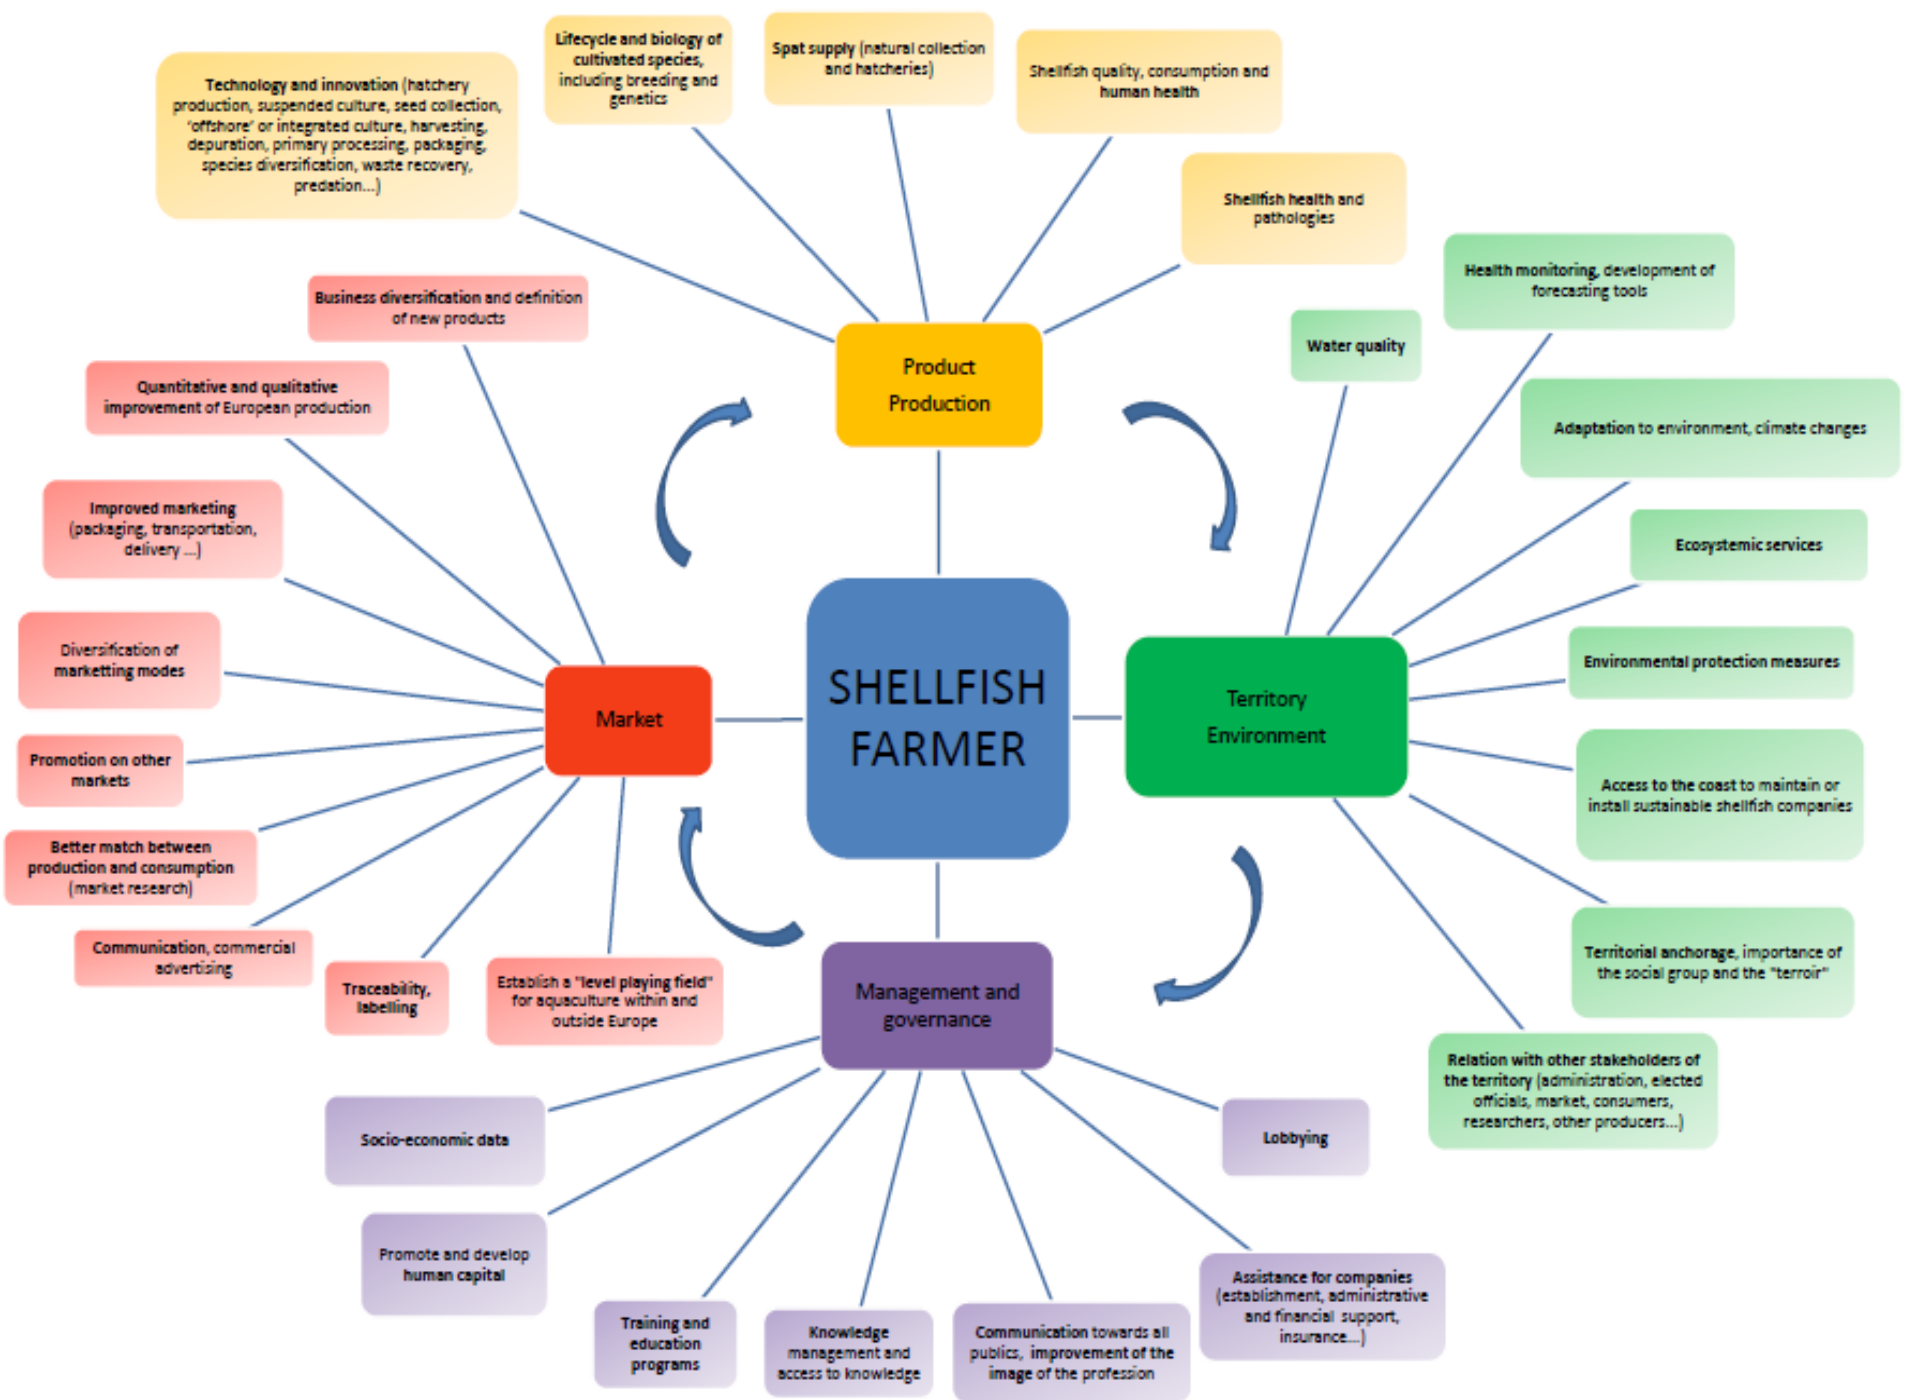 Technology and innovation (hatchery
production, suspended culture, seed collection,
'offshore' or integrated culture, harvesting,
depuration, primary processing, packaging,
species diversification, waste recovery,
predation...)
Lifecycle and biology of
cultivated species,
including breeding and
genetics
Spat supply (natural collection
and hatcheries)
Shellfish quality, consumption and
human health
Shellfish health and
pathologies
Product
Production
Business diversification and definition
of new products
Quantitative and qualitative
improvement of European production
Improved marketing
(packaging, transportation,
delivery ...)
Diversification of
marketting modes
Promotion on other
markets
Better match between
production and consumption
(market research)
Communication, commercial
advertising
Traceability,
labelling
Establish a "level playing field"
for aquaculture within and
outside Europe
Market
SHELLFISH
FARMER
Territory
Environment
Water quality
Health monitoring, development of
forecasting tools
Adaptation to environment, climate changes
Ecosystemic services
Environmental protection measures
Access to the coast to maintain or
install sustainable shellfish companies
Territorial anchorage, importance of
the social group and the "terroir"
Relation with other stakeholders of
the territory (administration, elected
officials, market, consumers,
researchers, other producers...)
Management and
governance
Socio-economic data
Promote and develop
human capital
Training and
education
programs
Knowledge
management and
access to knowledge
Communication towards all
publics, improvement of the
image of the profession
Assistance for companies
(establishment, administrative
and financial support,
insurance...)
Lobbying